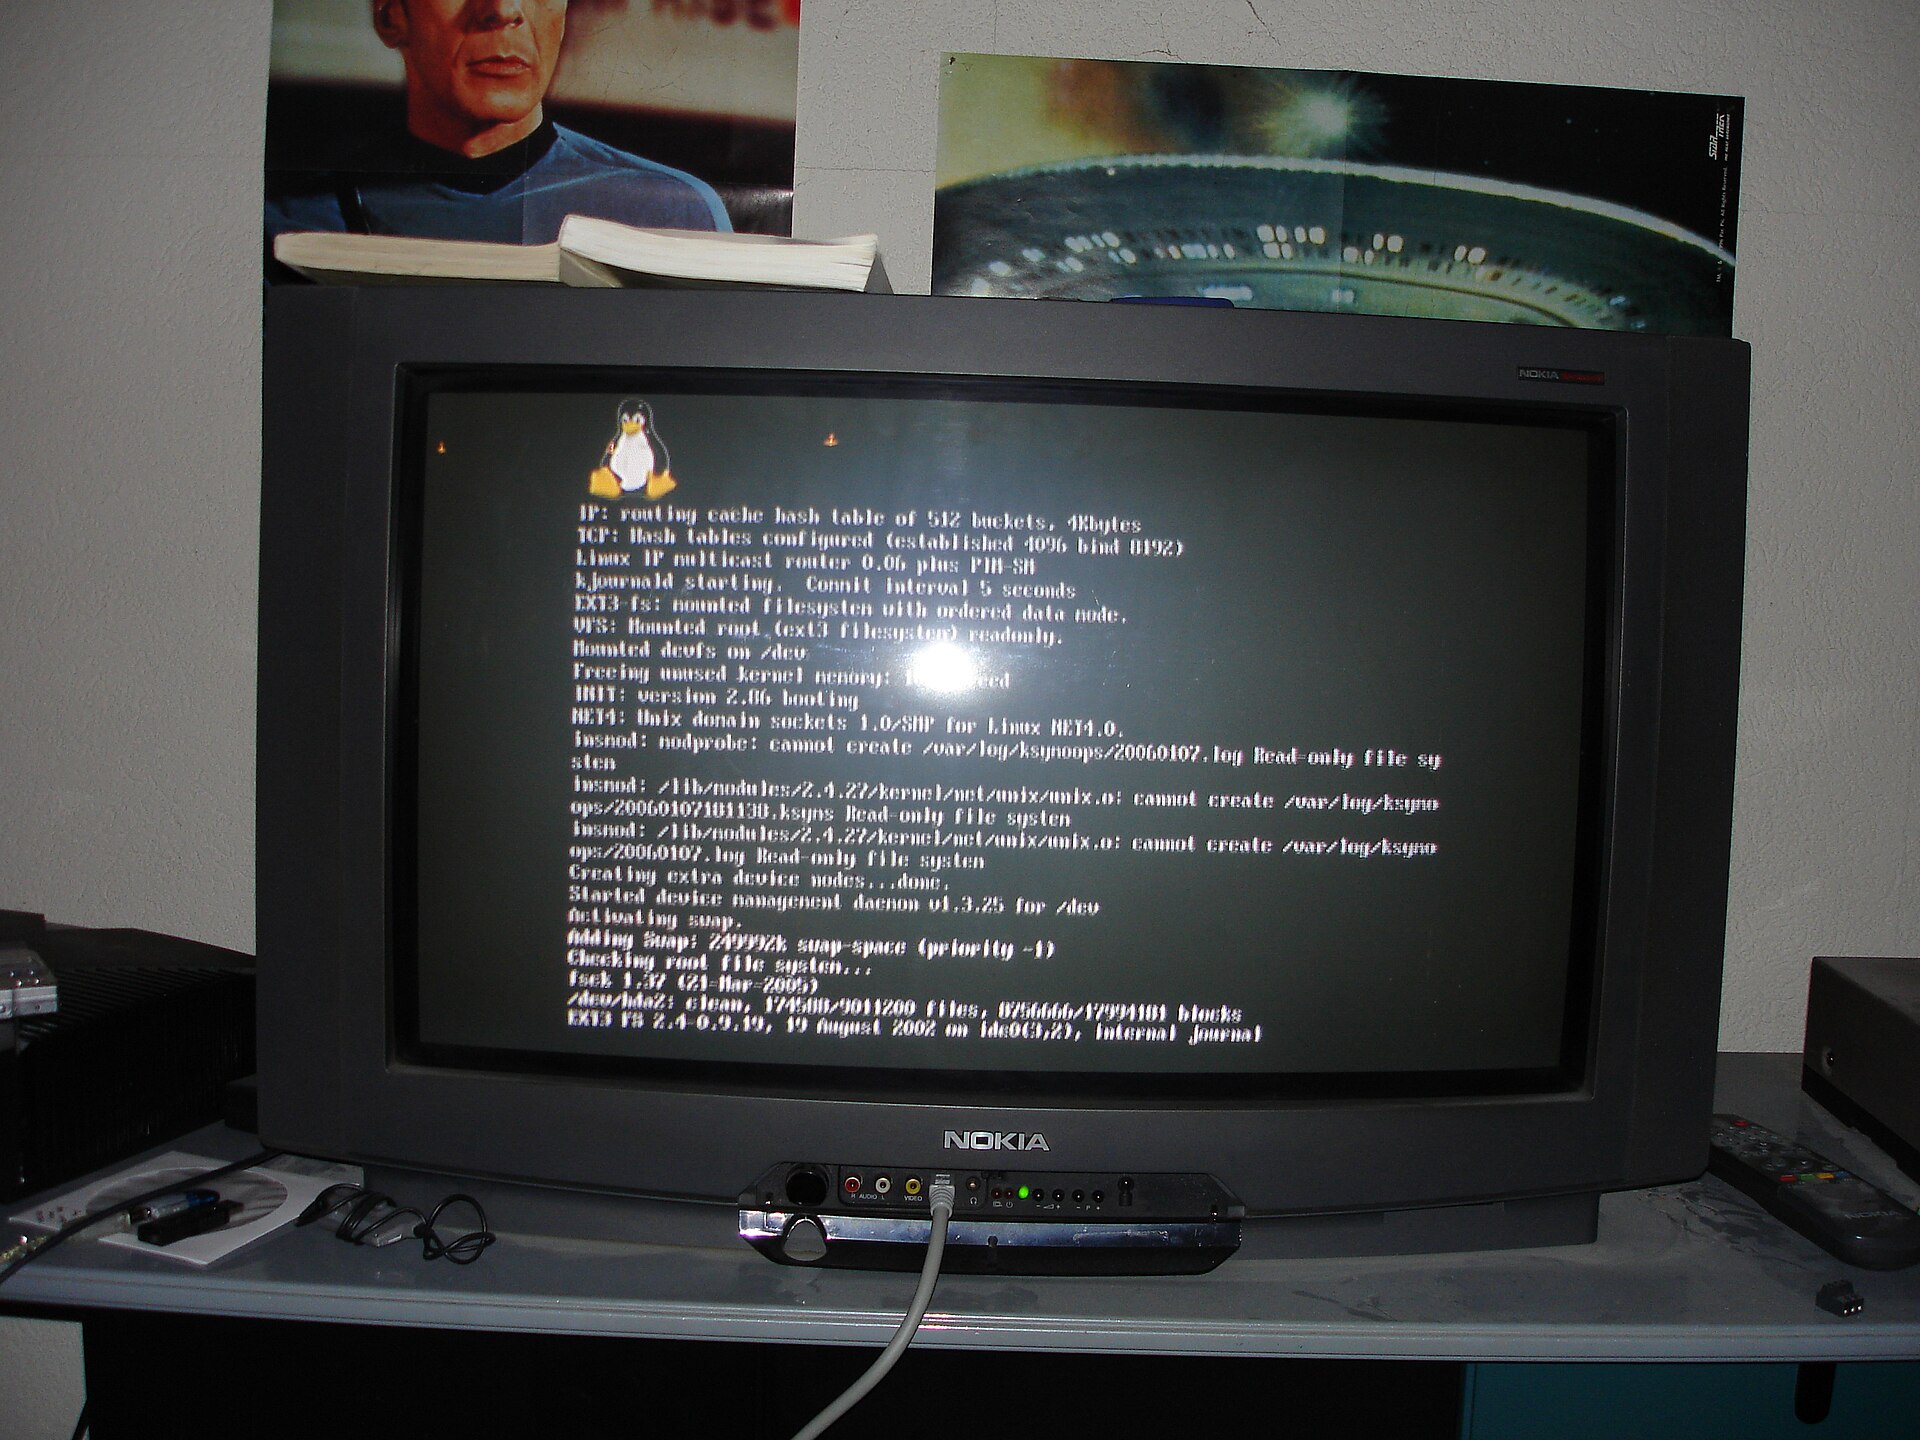 STAR TREK
NOKIA
IP: routing cache hash table of 512 buckets, 4Kbytes
TCP: Hash tables configured (established 4096 bind 8192)
Linux IP multicast router 0.06 plus PIM-SM
kjournald starting.  Commit interval 5 seconds
EXT3-fs: mounted filesystem with ordered data mode.
VFS: Mounted root (ext3 filesystem) readonly.
Mounted devfs on /dev
Freeing unused kernel memory:
INIT: version 2.86 booting
NET4: Unix domain sockets 1.0/SMP for Linux NET4.0.
insmod: modprobe: cannot create /var/log/ksymoops/20060107.log Read-only file sy
stem
insmod: /lib/modules/2.4.27/kernel/net/unix/unix.o: cannot create /var/log/ksymo
ops/20060107181138.ksyms Read-only file system
insmod: /lib/modules/2.4.27/kernel/net/unix/unix.o: cannot create /var/log/ksymo
ops/20060107.log Read-only file system
Creating extra device nodes...done.
Started device management daemon v1.3.25 for /dev
Activating swap.
Adding Swap: 249992k swap-space (priority -1)
Checking root file system...
fsck 1.37 (21-Mar-2005)
/dev/hda2: clean, 174588/9011200 files, 8756666/17994181 blocks
EXT3 FS 2.4-0.9.19, 19 August 2002 on ide0(3,2), internal journal
NOKIA
R AUDIO L VIDEO
- P +
NOKIA